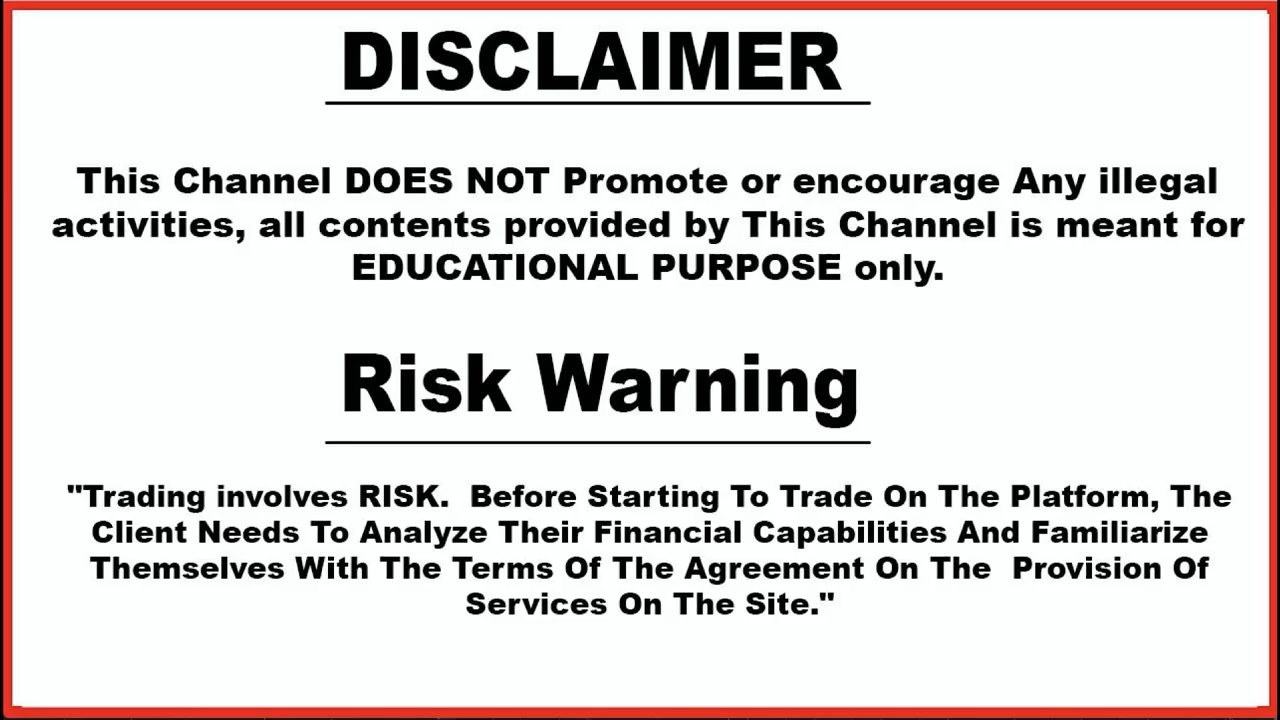 DISCLAIMER
This Channel DOES NOT Promote or encourage Any illegal
activities, all contents provided by This Channel is meant for
EDUCATIONAL PURPOSE only.
Risk Warning
"Trading involves RISK.  Before Starting To Trade On The Platform, The
Client Needs To Analyze Their Financial Capabilities And Familiarize
Themselves With The Terms Of The Agreement On The  Provision Of
Services On The Site."